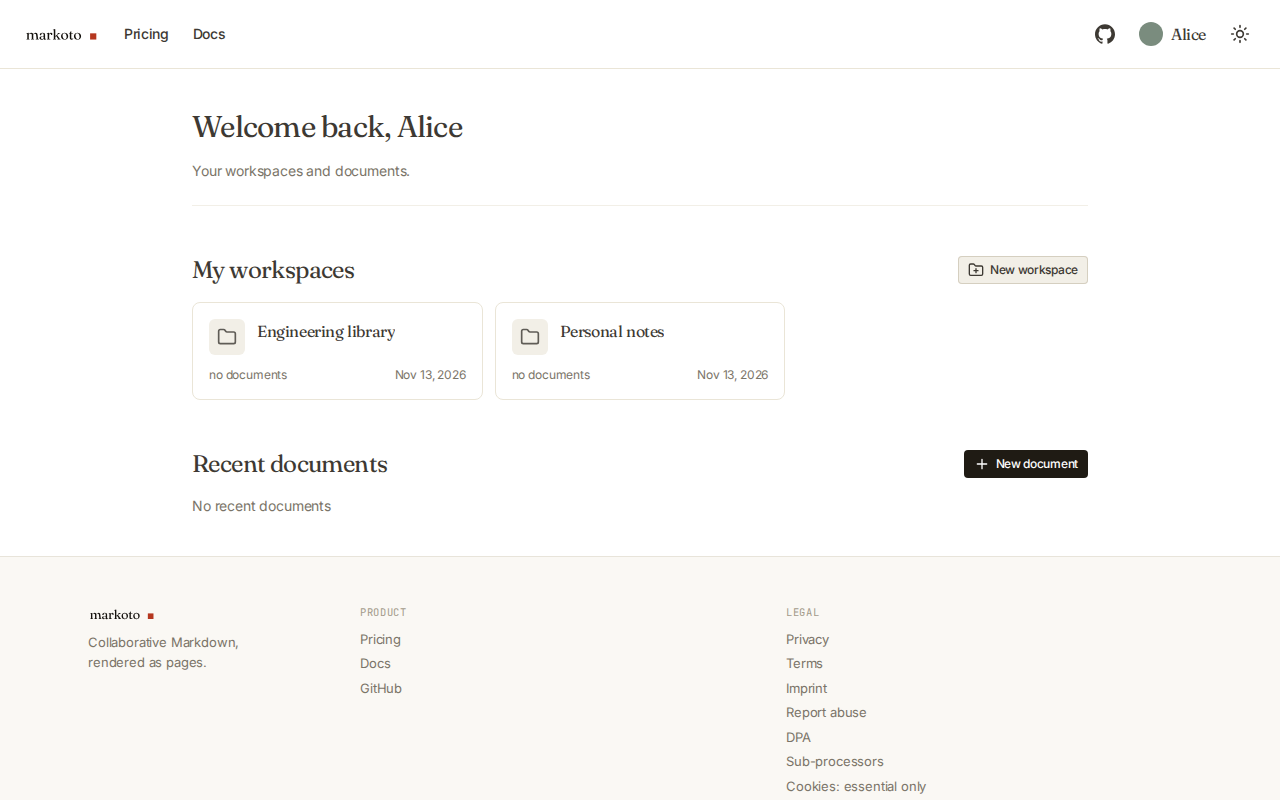 markoto
Pricing
Docs
Alice
Welcome back, Alice
Your workspaces and documents.
My workspaces
New workspace
Engineering library
no documents
Nov 13, 2026
Personal notes
no documents
Nov 13, 2026
Recent documents
New document
No recent documents
markoto
Collaborative Markdown,
rendered as pages.
PRODUCT
Pricing
Docs
GitHub
LEGAL
Privacy
Terms
Imprint
Report abuse
DPA
Sub-processors
Cookies: essential only